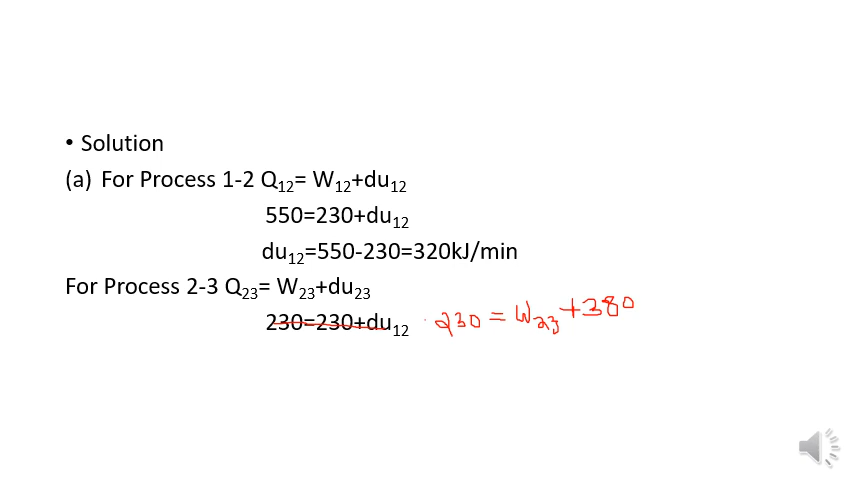 • Solution
(a) For Process 1-2 Q₁₂= W₁₂+du₁₂
550=230+du₁₂
du₁₂=550-230=320kJ/min
For Process 2-3 Q₂₃= W₂₃+du₂₃
230=230+du₁₂ 230 = W₂₃ +380